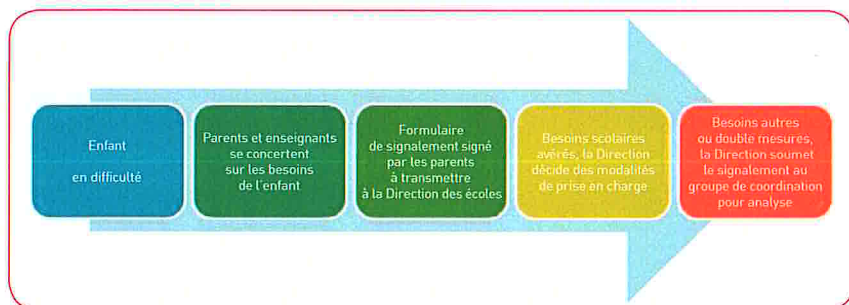 Enfant
en difficulté
Parents et enseignants
se concertent
sur les besoins
de l'enfant
Formulaire
de signalement signé
par les parents
à transmettre
à la Direction des écoles
Besoins scolaires
avérés, la Direction
décide des modalités
de prise en charge
Besoins autres
ou double mesures,
la Direction soumet
le signalement au
groupe de coordination
pour analyse